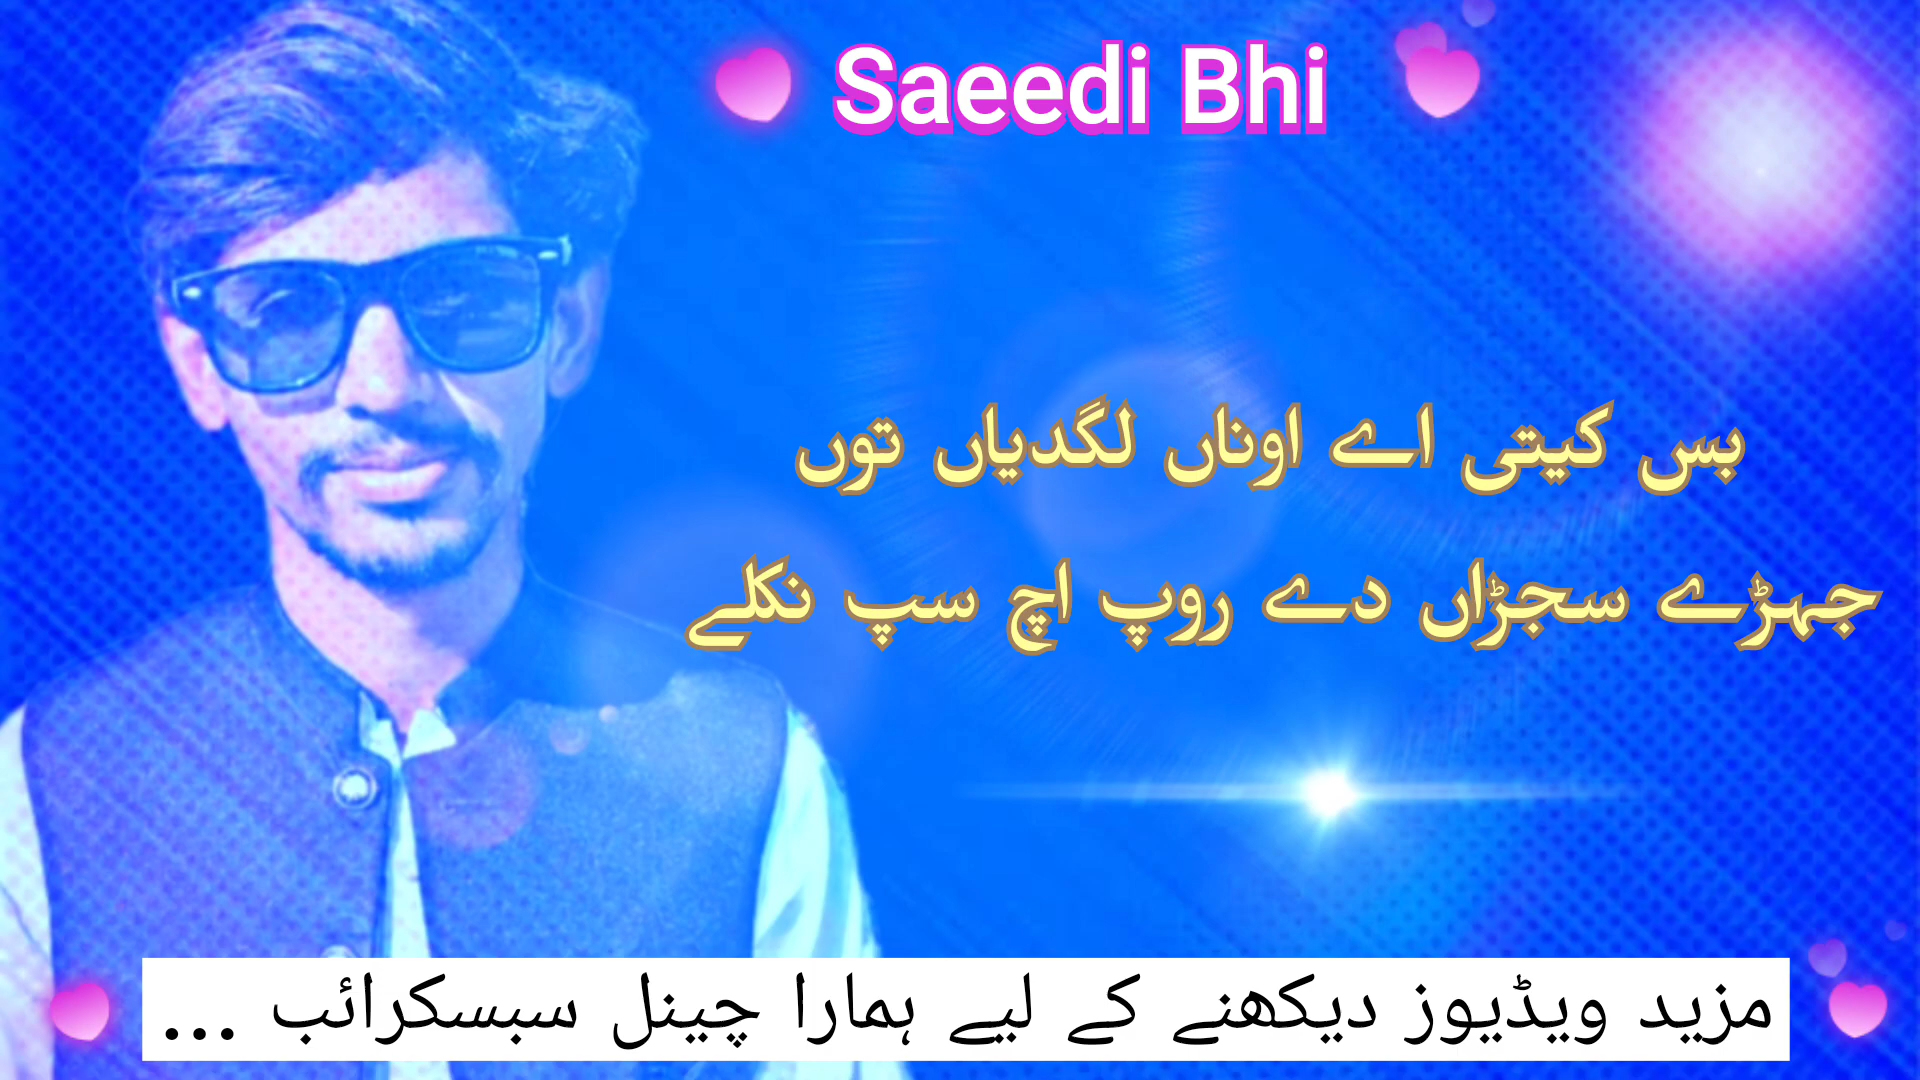 Saeedi Bhi
بس کیتی اے اوناں لگدیاں توں
جہڑے سجڑاں دے روپ اچ سپ نکلے
مزید ویڈیوز دیکھنے کے لیے ہمارا چینل سبسکرائب ...